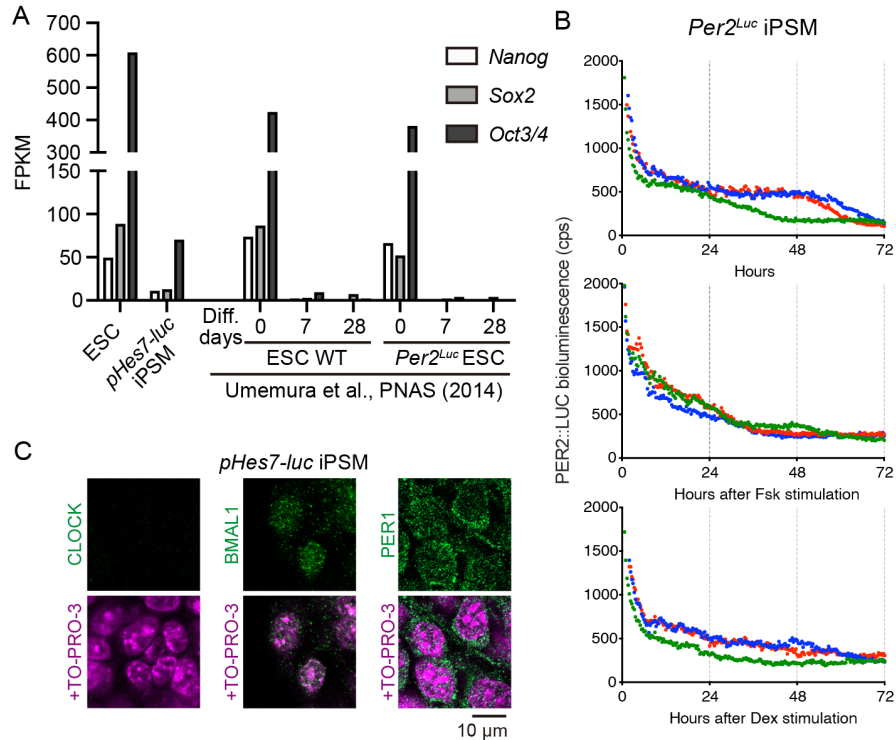 A
700
600
500
400
300
100
50
0
FPKM
Nanog
Sox2
Oct3/4
ESC
pHes7-luc
iPSM
Diff.
days
0 7 28 0 7 28
ESC WT Per2Luc ESC
Umemura et al., PNAS (2014)
B
Per2Luc iPSM
PER2::LUC bioluminescence (cps)
2000
1500
1000
500
0
0 24 48 72
Hours
2000
1500
1000
500
0
0 24 48 72
Hours after Fsk stimulation
2000
1500
1000
500
0
0 24 48 72
Hours after Dex stimulation
C
pHes7-luc iPSM
CLOCK
BMAL1
PER1
+TO-PRO-3
+TO-PRO-3
+TO-PRO-3
10 µm